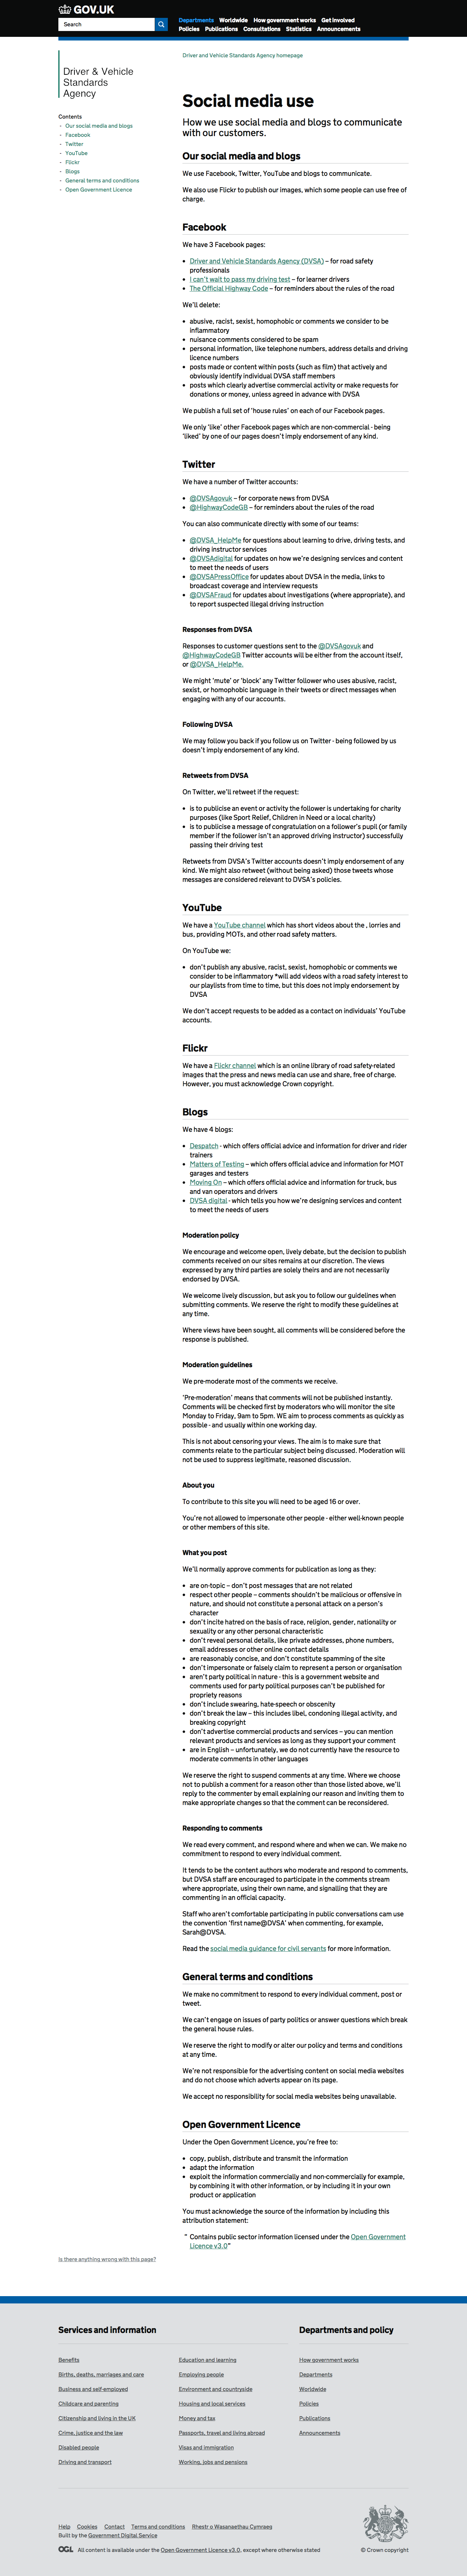 GOV.UK
Search
Departments Worldwide How government works Get involved
Policies Publications Consultations Statistics Announcements
Driver & Vehicle
Standards
Agency
Driver and Vehicle Standards Agency homepage
Contents
- Our social media and blogs
- Facebook
- Twitter
- YouTube
- Flickr
- Blogs
- General terms and conditions
- Open Government Licence
Social media use
How we use social media and blogs to communicate
with our customers.
Our social media and blogs
We use Facebook, Twitter, YouTube and blogs to communicate.
We also use Flickr to publish our images, which some people can use free of
charge.
Facebook
We have 3 Facebook pages:
• Driver and Vehicle Standards Agency (DVSA) – for road safety
professionals
• I can't wait to pass my driving test – for learner drivers
• The Official Highway Code – for reminders about the rules of the road
We'll delete:
• abusive, racist, sexist, homophobic or comments we consider to be
inflammatory
• nuisance comments considered to be spam
• personal information, like telephone numbers, address details and driving
licence numbers
• posts made or content within posts (such as film) that actively and
obviously identify individual DVSA staff members
• posts which clearly advertise commercial activity or make requests for
donations or money, unless agreed in advance with DVSA
We publish a full set of 'house rules' on each of our Facebook pages.
We only 'like' other Facebook pages which are non-commercial - being
'liked' by one of our pages doesn't imply endorsement of any kind.
Twitter
We have a number of Twitter accounts:
• @DVSAgovuk – for corporate news from DVSA
• @HighwayCodeGB – for reminders about the rules of the road
You can also communicate directly with some of our teams:
• @DVSA_HelpMe for questions about learning to drive, driving tests, and
driving instructor services
• @DVSAdigital for updates on how we're designing services and content
to meet the needs of users
• @DVSAPressOffice for updates about DVSA in the media, links to
broadcast coverage and interview requests
• @DVSAFraud for updates about investigations (where appropriate), and
to report suspected illegal driving instruction
Responses from DVSA
Responses to customer questions sent to the @DVSAgovuk and
@HighwayCodeGB Twitter accounts will be either from the account itself,
or @DVSA_HelpMe.
We might 'mute' or 'block' any Twitter follower who uses abusive, racist,
sexist, or homophobic language in their tweets or direct messages when
engaging with any of our accounts.
Following DVSA
We may follow you back if you follow us on Twitter - being followed by us
doesn't imply endorsement of any kind.
Retweets from DVSA
On Twitter, we'll retweet if the request:
• is to publicise an event or activity the follower is undertaking for charity
purposes (like Sport Relief, Children in Need or a local charity)
• is to publicise a message of congratulation on a follower's pupil (or family
member if the follower isn't an approved driving instructor) successfully
passing their driving test
Retweets from DVSA's Twitter accounts doesn't imply endorsement of any
kind. We might also retweet (without being asked) those tweets whose
messages are considered relevant to DVSA's policies.
YouTube
We have a YouTube channel which has short videos about the , lorries and
bus, providing MOTs, and other road safety matters.
On YouTube we:
• don't publish any abusive, racist, sexist, homophobic or comments we
consider to be inflammatory *will add videos with a road safety interest to
our playlists from time to time, but this does not imply endorsement by
DVSA
We don't accept requests to be added as a contact on individuals' YouTube
accounts.
Flickr
We have a Flickr channel which is an online library of road safety-related
images that the press and news media can use and share, free of charge.
However, you must acknowledge Crown copyright.
Blogs
We have 4 blogs:
• Despatch - which offers official advice and information for driver and rider
trainers
• Matters of Testing – which offers official advice and information for MOT
garages and testers
• Moving On – which offers official advice and information for truck, bus
and van operators and drivers
• DVSA digital - which tells you how we're designing services and content
to meet the needs of users
Moderation policy
We encourage and welcome open, lively debate, but the decision to publish
comments received on our sites remains at our discretion. The views
expressed by any third parties are solely theirs and are not necessarily
endorsed by DVSA.
We welcome lively discussion, but ask you to follow our guidelines when
submitting comments. We reserve the right to modify these guidelines at
any time.
Where views have been sought, all comments will be considered before the
response is published.
Moderation guidelines
We pre-moderate most of the comments we receive.
'Pre-moderation' means that comments will not be published instantly.
Comments will be checked first by moderators who will monitor the site
Monday to Friday, 9am to 5pm. WE aim to process comments as quickly as
possible - and usually within one working day.
This is not about censoring your views. The aim is to make sure that
comments relate to the particular subject being discussed. Moderation will
not be used to suppress legitimate, reasoned discussion.
About you
To contribute to this site you will need to be aged 16 or over.
You're not allowed to impersonate other people - either well-known people
or other members of this site.
What you post
We'll normally approve comments for publication as long as they:
• are on-topic – don't post messages that are not related
• respect other people – comments shouldn't be malicious or offensive in
nature, and should not constitute a personal attack on a person's
character
• don't incite hatred on the basis of race, religion, gender, nationality or
sexuality or any other personal characteristic
• don't reveal personal details, like private addresses, phone numbers,
email addresses or other online contact details
• are reasonably concise, and don't constitute spamming of the site
• don't impersonate or falsely claim to represent a person or organisation
• aren't party political in nature - this is a government website and
comments used for party political purposes can't be published for
propriety reasons
• don't include swearing, hate-speech or obscenity
• don't break the law – this includes libel, condoning illegal activity, and
breaking copyright
• don't advertise commercial products and services – you can mention
relevant products and services as long as they support your comment
• are in English – unfortunately, we do not currently have the resource to
moderate comments in other languages
We reserve the right to suspend comments at any time. Where we choose
not to publish a comment for a reason other than those listed above, we'll
reply to the commenter by email explaining our reason and inviting them to
make appropriate changes so that the comment can be reconsidered.
Responding to comments
We read every comment, and respond where and when we can. We make no
commitment to respond to every individual comment.
It tends to be the content authors who moderate and respond to comments,
but DVSA staff are encouraged to participate in the comments stream
where appropriate, using their own name, and signalling that they are
commenting in an official capacity.
Staff who aren't comfortable participating in public conversations cam use
the convention 'first name@DVSA' when commenting, for example,
Sarah@DVSA.
Read the social media guidance for civil servants for more information.
General terms and conditions
We make no commitment to respond to every individual comment, post or
tweet.
We can't engage on issues of party politics or answer questions which break
the general house rules.
We reserve the right to modify or alter our policy and terms and conditions
at any time.
We're not responsible for the advertising content on social media websites
and do not choose which adverts appear on its page.
We accept no responsibility for social media websites being unavailable.
Open Government Licence
Under the Open Government Licence, you're free to:
• copy, publish, distribute and transmit the information
• adapt the information
• exploit the information commercially and non-commercially for example,
by combining it with other information, or by including it in your own
product or application
You must acknowledge the source of the information by including this
attribution statement:
“ Contains public sector information licensed under the Open Government
Licence v3.0”
Is there anything wrong with this page?
Services and information
Benefits
Births, deaths, marriages and care
Business and self-employed
Childcare and parenting
Citizenship and living in the UK
Crime, justice and the law
Disabled people
Driving and transport
Education and learning
Employing people
Environment and countryside
Housing and local services
Money and tax
Passports, travel and living abroad
Visas and immigration
Working, jobs and pensions
Departments and policy
How government works
Departments
Worldwide
Policies
Publications
Announcements
Help Cookies Contact Terms and conditions Rhestr o Wasanaethau Cymraeg
Built by the Government Digital Service
OGL All content is available under the Open Government Licence v3.0, except where otherwise stated
© Crown copyright